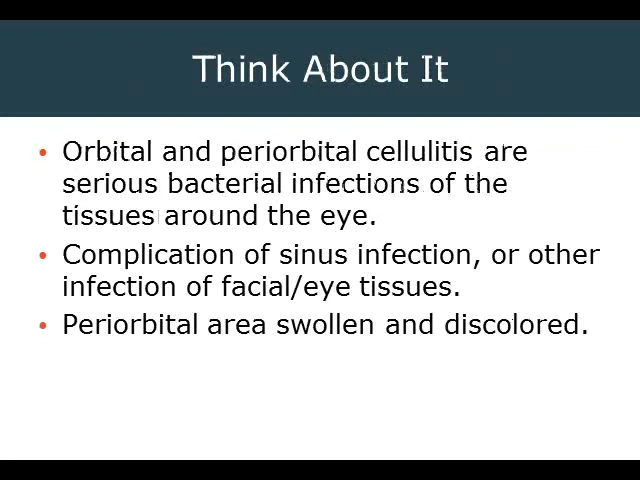 Think About It
• Orbital and periorbital cellulitis are
serious bacterial infections of the
tissues around the eye.
• Complication of sinus infection, or other
infection of facial/eye tissues.
• Periorbital area swollen and discolored.